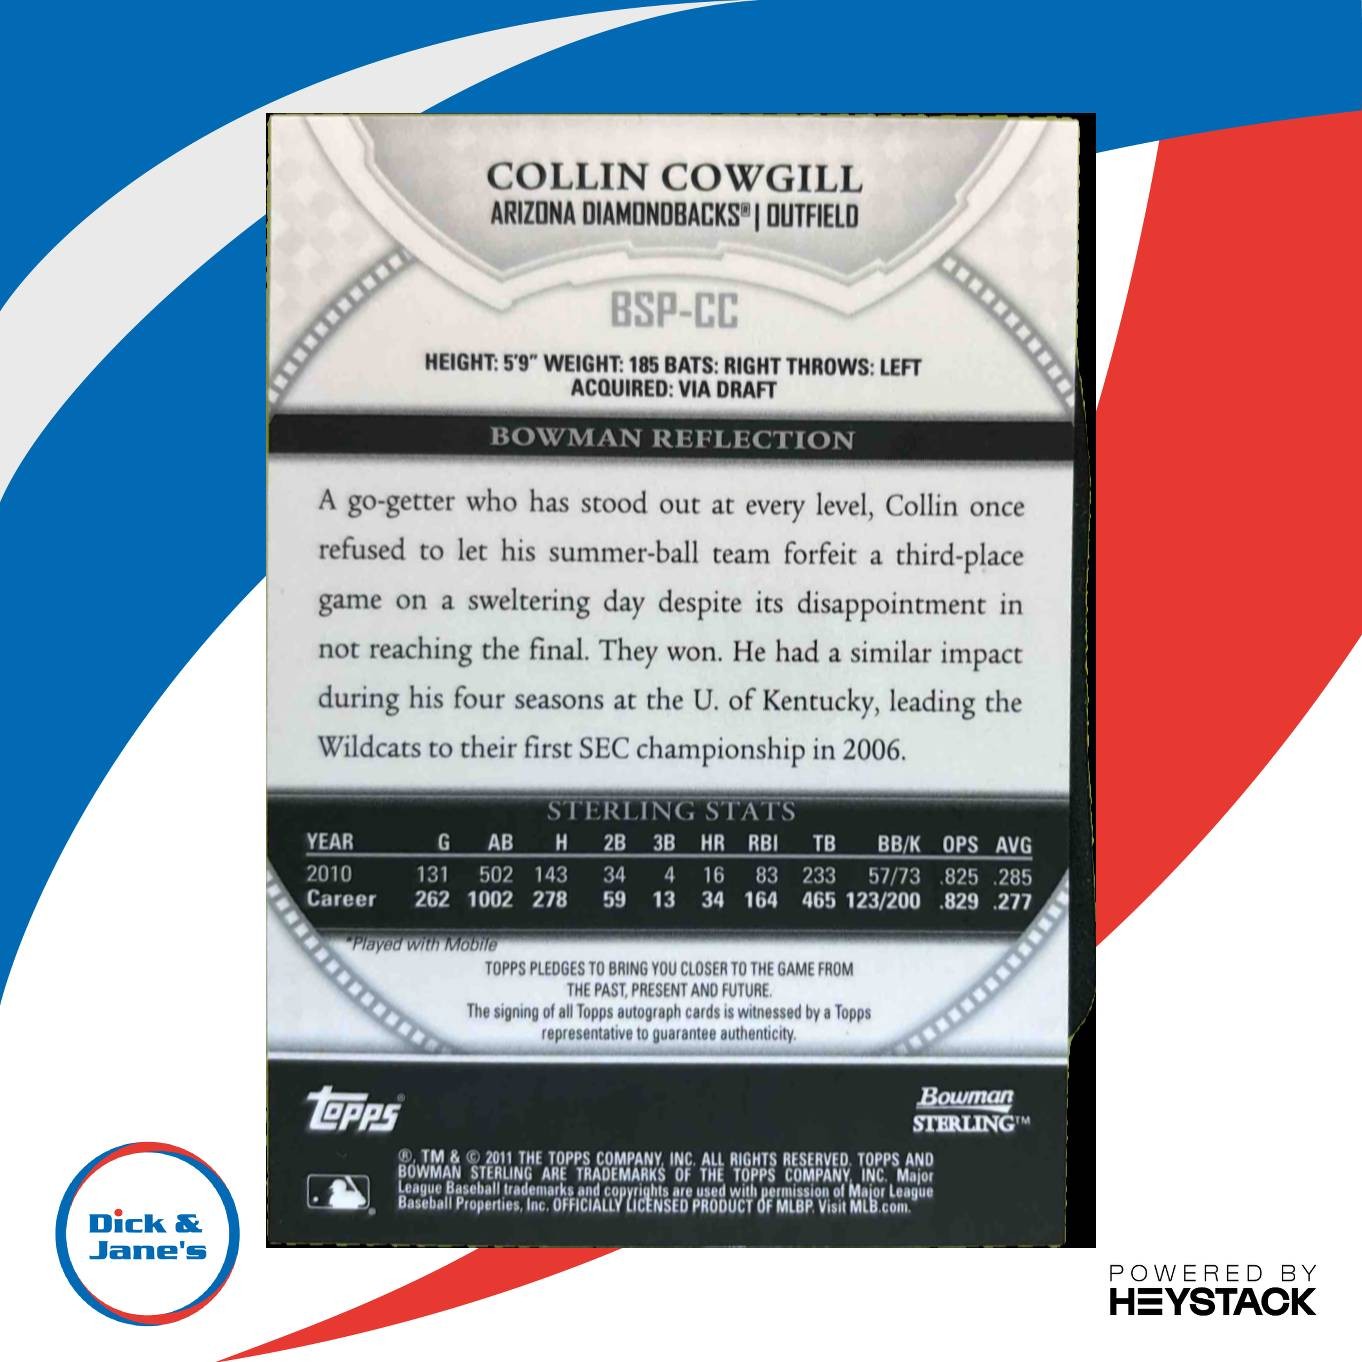 COLLIN COWGILL
ARIZONA DIAMONDBACKS® | OUTFIELD
BSP-CC
HEIGHT: 5'9" WEIGHT: 185 BATS: RIGHT THROWS: LEFT
ACQUIRED: VIA DRAFT
BOWMAN REFLECTION
A go-getter who has stood out at every level, Collin once
refused to let his summer-ball team forfeit a third-place
game on a sweltering day despite its disappointment in
not reaching the final. They won. He had a similar impact
during his four seasons at the U. of Kentucky, leading the
Wildcats to their first SEC championship in 2006.
STERLING STATS
YEAR G AB H 2B 3B HR RBI TB BB/K OPS AVG
2010 131 502 143 34 4 16 83 233 57/73 .825 .285
Career 262 1002 278 59 13 34 164 465 123/200 .829 .277
*Played with Mobile
TOPPS PLEDGES TO BRING YOU CLOSER TO THE GAME FROM
THE PAST, PRESENT AND FUTURE.
The signing of all Topps autograph cards is witnessed by a Topps
representative to guarantee authenticity.
Topps®
Bowman
STERLING™
®, TM & © 2011 THE TOPPS COMPANY, INC. ALL RIGHTS RESERVED. TOPPS AND
BOWMAN STERLING ARE TRADEMARKS OF THE TOPPS COMPANY, INC. Major
League Baseball trademarks and copyrights are used with permission of Major League
Baseball Properties, Inc. OFFICIALLY LICENSED PRODUCT OF MLBP. Visit MLB.com.
Dick &
Jane's
POWERED BY
HEYSTACK